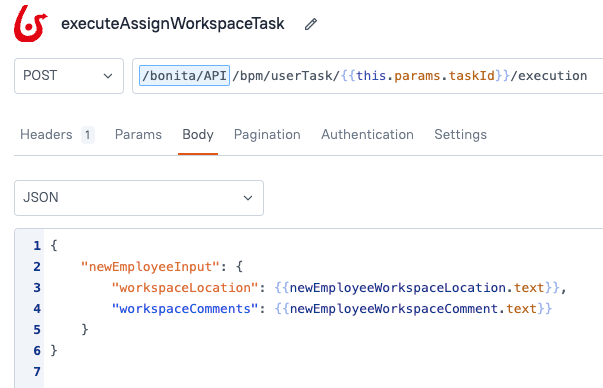 executeAssignWorkspaceTask
POST /bonita/API/bpm/userTask/{{this.params.taskId}}/execution
Headers 1 Params Body Pagination Authentication Settings
JSON
1 {
2     "newEmployeeInput": {
3         "workspaceLocation": {{newEmployeeWorkspaceLocation.text}},
4         "workspaceComments": {{newEmployeeWorkspaceComment.text}}
5     }
6 }
7